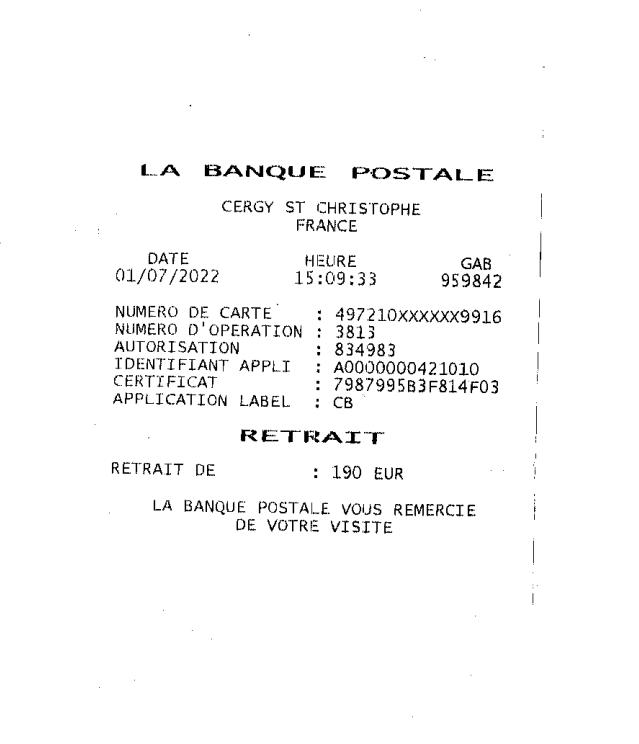 LA BANQUE POSTALE
CERGY ST CHRISTOPHE
FRANCE
DATE HEURE GAB
01/07/2022 15:09:33 959842
NUMERO DE CARTE : 497210XXXXXX9916
NUMERO D'OPERATION : 3813
AUTORISATION : 834983
IDENTIFIANT APPLI : A0000000421010
CERTIFICAT : 7987995B3F814F03
APPLICATION LABEL : CB
RETRAIT
RETRAIT DE : 190 EUR
LA BANQUE POSTALE VOUS REMERCIE
DE VOTRE VISITE